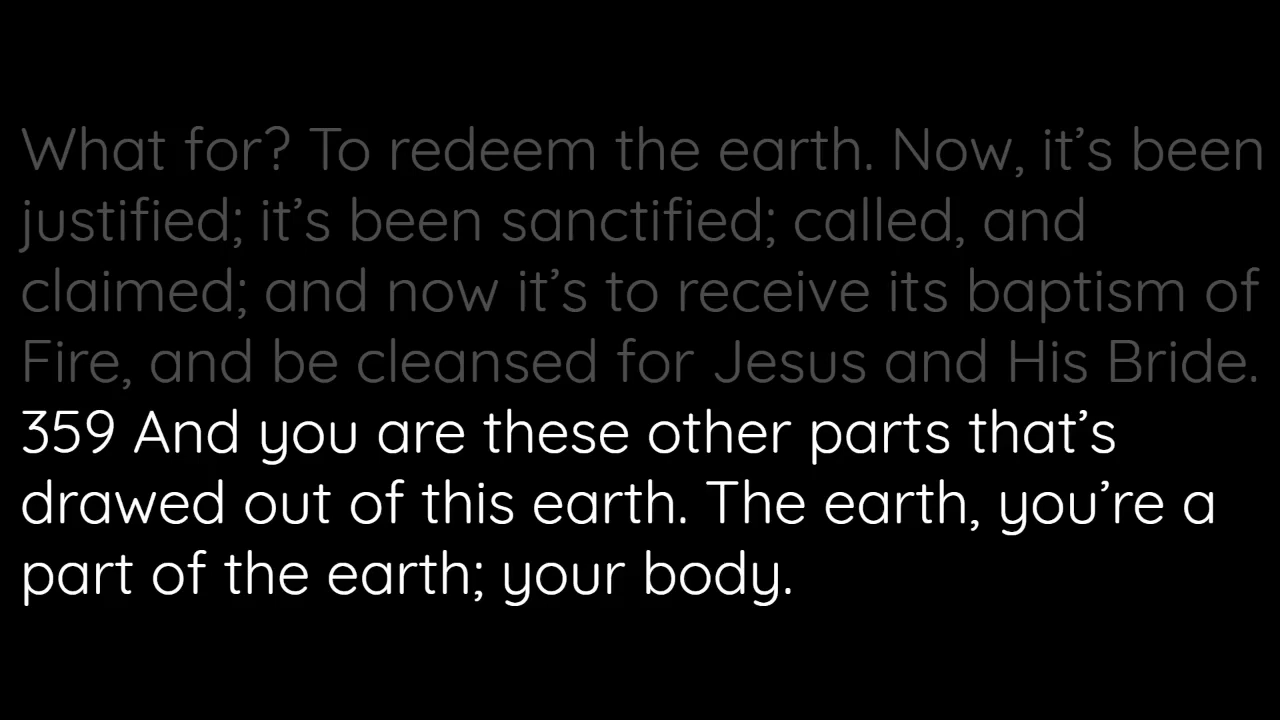 What for? To redeem the earth. Now, it’s been
justified; it’s been sanctified; called, and
claimed; and now it’s to receive its baptism of
Fire, and be cleansed for Jesus and His Bride.
359 And you are these other parts that’s
drawed out of this earth. The earth, you’re a
part of the earth; your body.